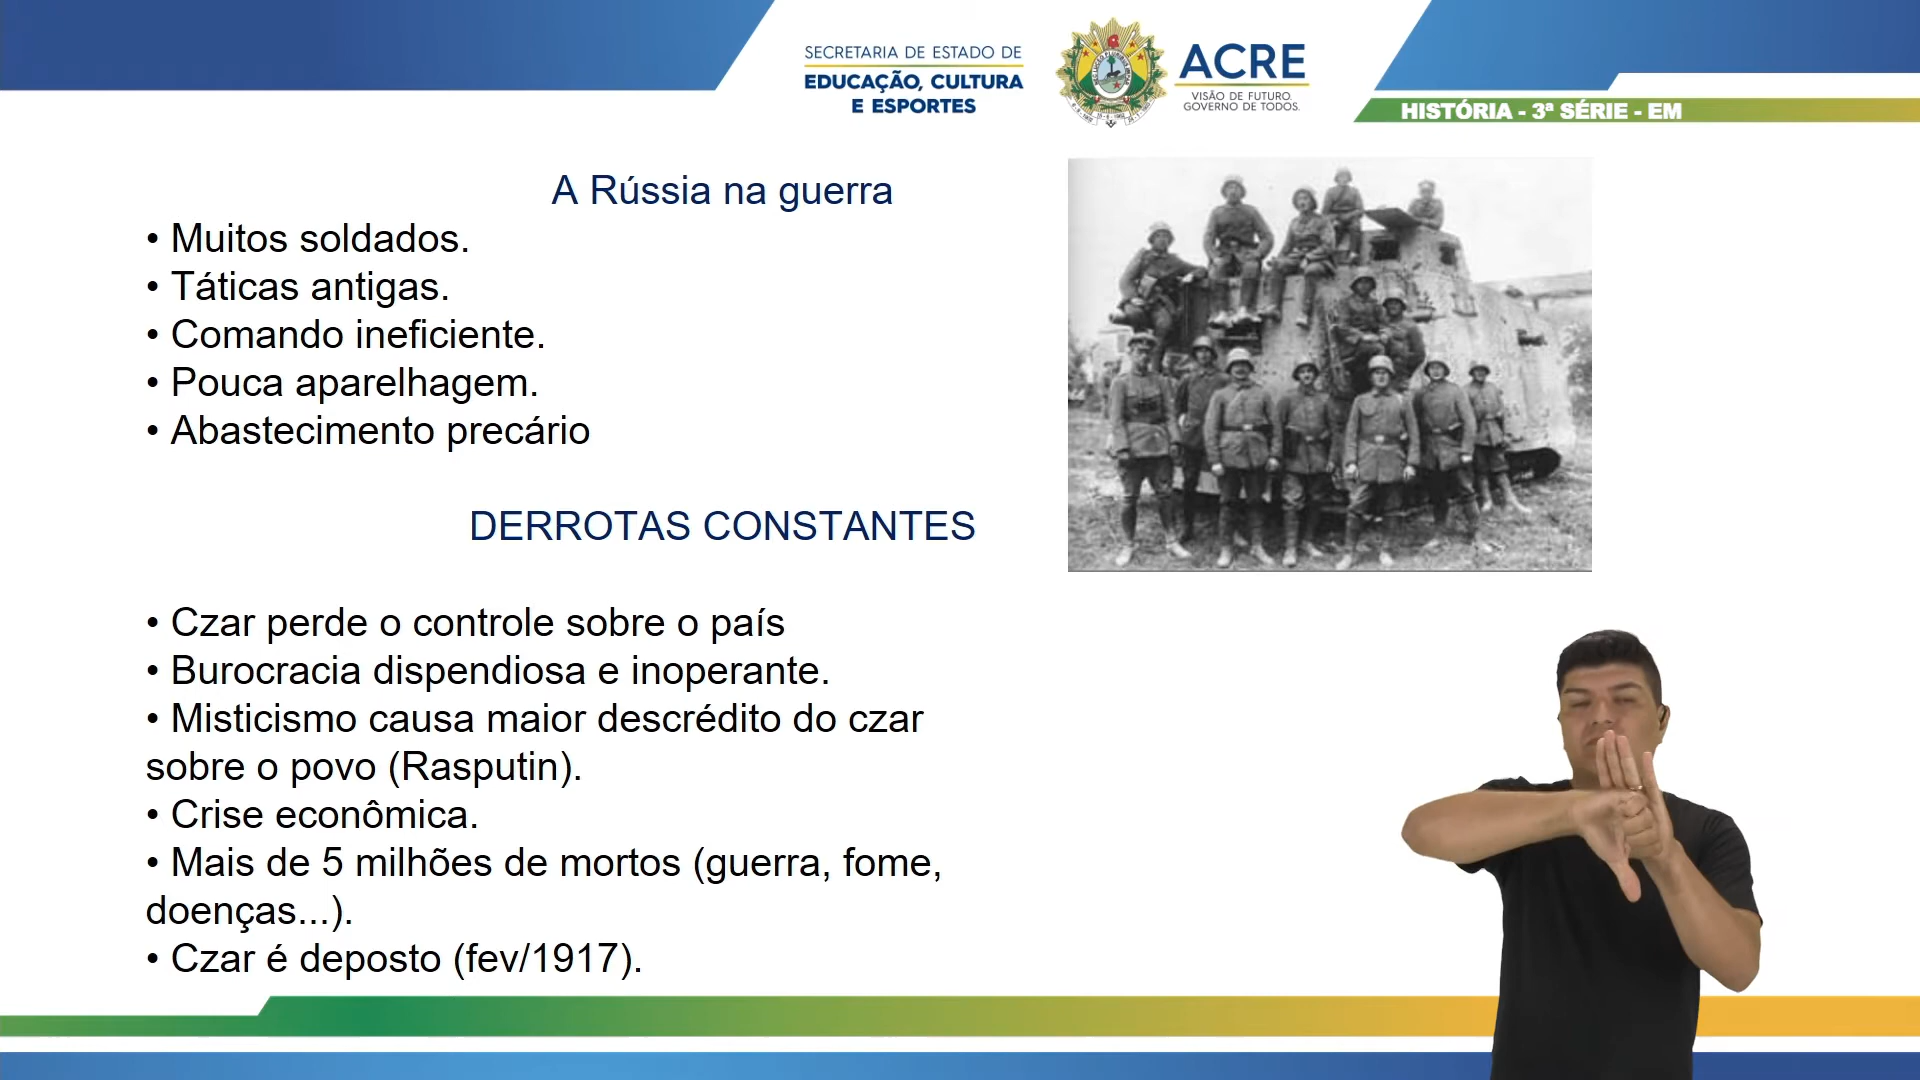 SECRETARIA DE ESTADO DE
EDUCAÇÃO, CULTURA
E ESPORTES
ACRE
VISÃO DE FUTURO.
GOVERNO DE TODOS.
HISTÓRIA - 3ª SÉRIE - EM
A Rússia na guerra
• Muitos soldados.
• Táticas antigas.
• Comando ineficiente.
• Pouca aparelhagem.
• Abastecimento precário
DERROTAS CONSTANTES
• Czar perde o controle sobre o país
• Burocracia dispendiosa e inoperante.
• Misticismo causa maior descrédito do czar
sobre o povo (Rasputin).
• Crise econômica.
• Mais de 5 milhões de mortos (guerra, fome,
doenças...).
• Czar é deposto (fev/1917).